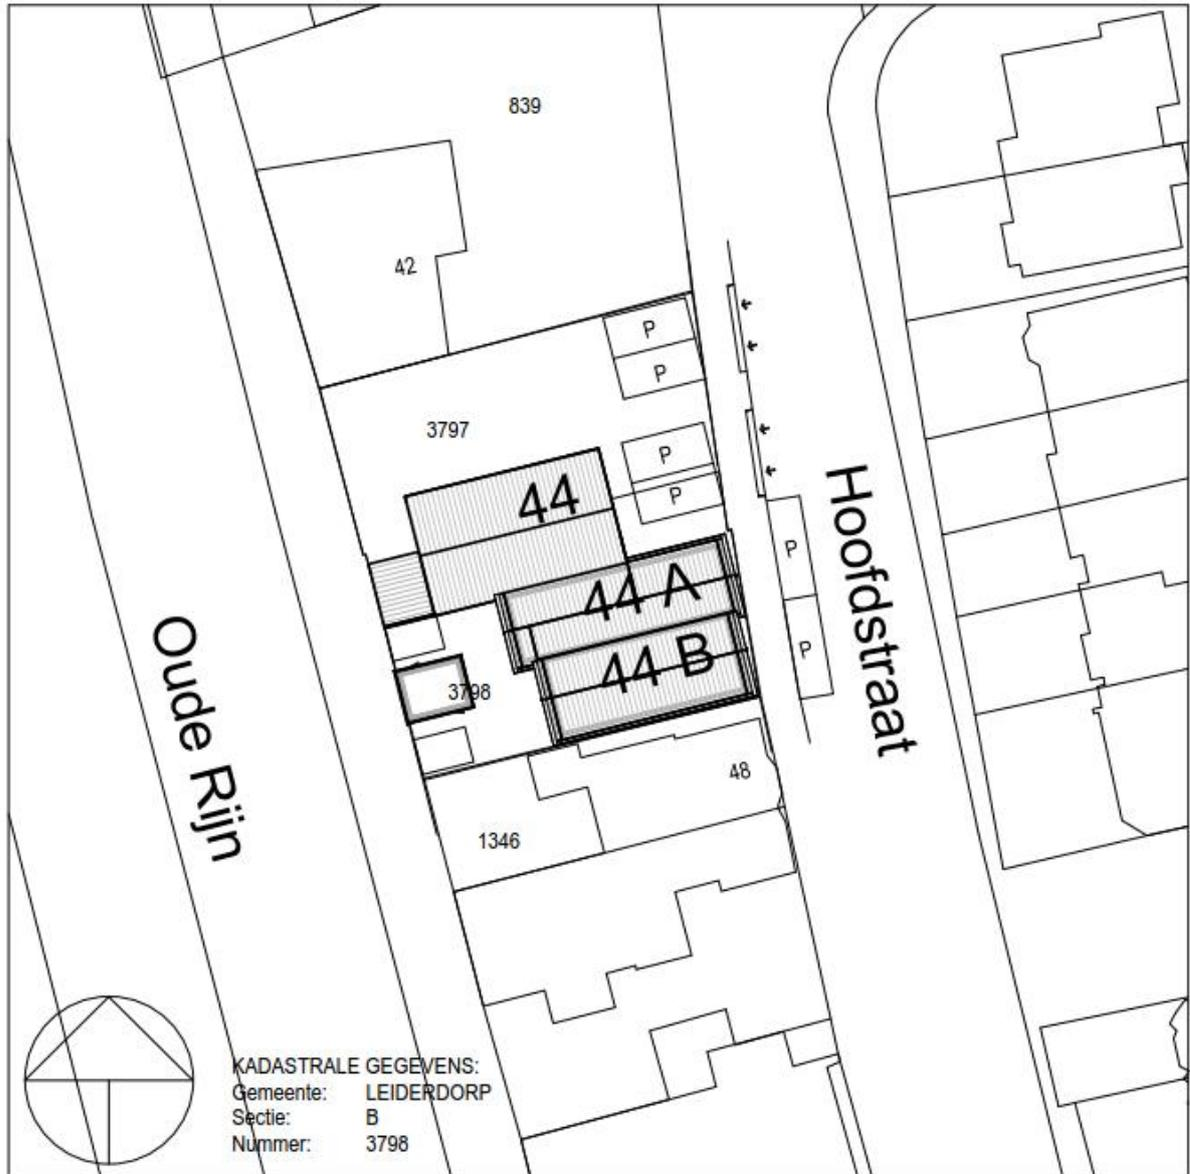 839
42
P
P
3797
P
P
44
Hoofdstraat
P
44 A
P
44 B
Oude Rijn
3798
48
1346
KADASTRALE GEGEVENS:
Gemeente: LEIDERDORP
Sectie: B
Nummer: 3798